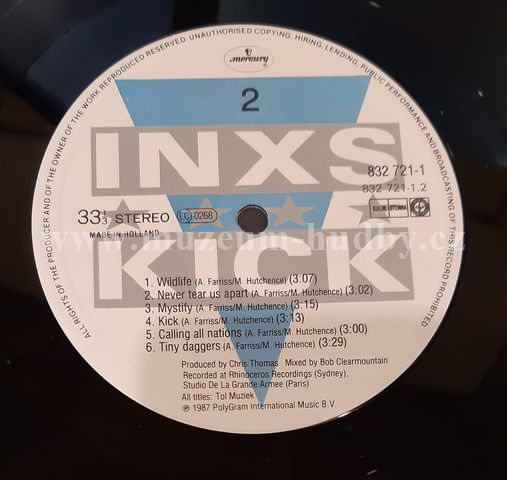 ALL RIGHTS OF THE PRODUCER AND OF THE OWNER OF THE WORK REPRODUCED RESERVED. UNAUTHORISED COPYING, HIRING, LENDING, PUBLIC PERFORMANCE AND BROADCASTING OF THIS RECORD PROHIBITED
mercury
2
INXS
832 721-1
832 721-1.2
33 1/3 STEREO LC 0268
MADE IN HOLLAND
www.muzeum-hudby.cz
KICK
1. Wildlife (A. Farriss/M. Hutchence) (3:07)
2. Never tear us apart (A. Farriss/M. Hutchence) (3:02)
3. Mystify (A. Farriss/M. Hutchence) (3:15)
4. Kick (A. Farriss/M. Hutchence) (3:13)
5. Calling all nations (A. Farriss/M. Hutchence) (3:00)
6. Tiny daggers (A. Farriss/M. Hutchence) (3:29)
Produced by Chris Thomas Mixed by Bob Clearmountain
Recorded at Rhinoceros Recordings (Sydney),
Studio De La Grande Armee (Paris)
All titles: Tol Muziek
℗ 1987 PolyGram International Music B.V.